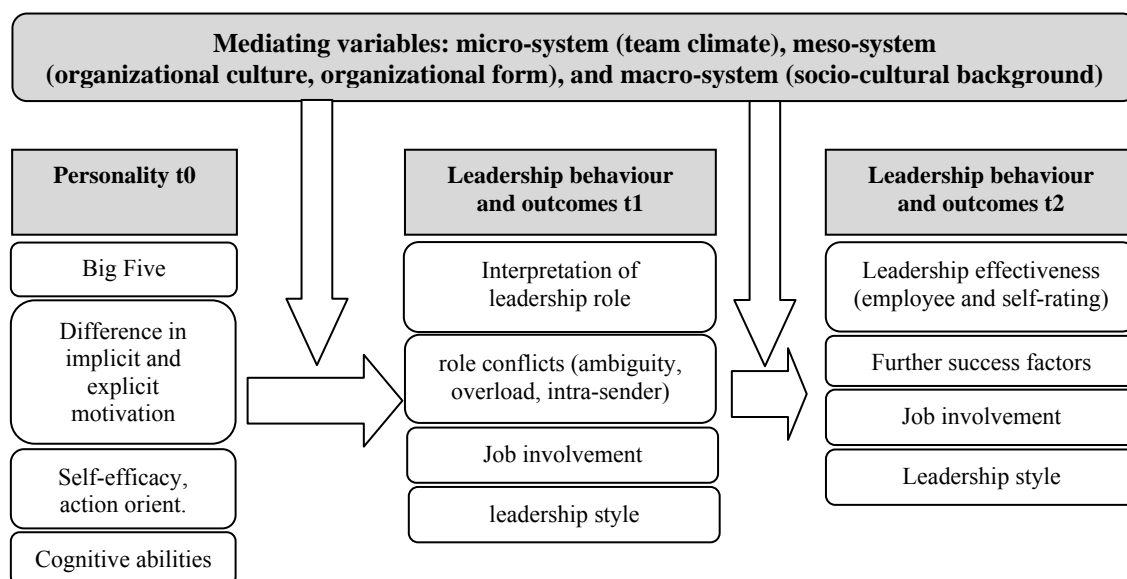 Mediating variables: micro-system (team climate), meso-system
(organizational culture, organizational form), and macro-system (socio-cultural background)
Personality t0
Big Five
Difference in
implicit and
explicit
motivation
Self-efficacy,
action orient.
Cognitive abilities
Leadership behaviour
and outcomes t1
Interpretation of
leadership role
role conflicts (ambiguity,
overload, intra-sender)
Job involvement
leadership style
Leadership behaviour
and outcomes t2
Leadership effectiveness
(employee and self-rating)
Further success factors
Job involvement
Leadership style